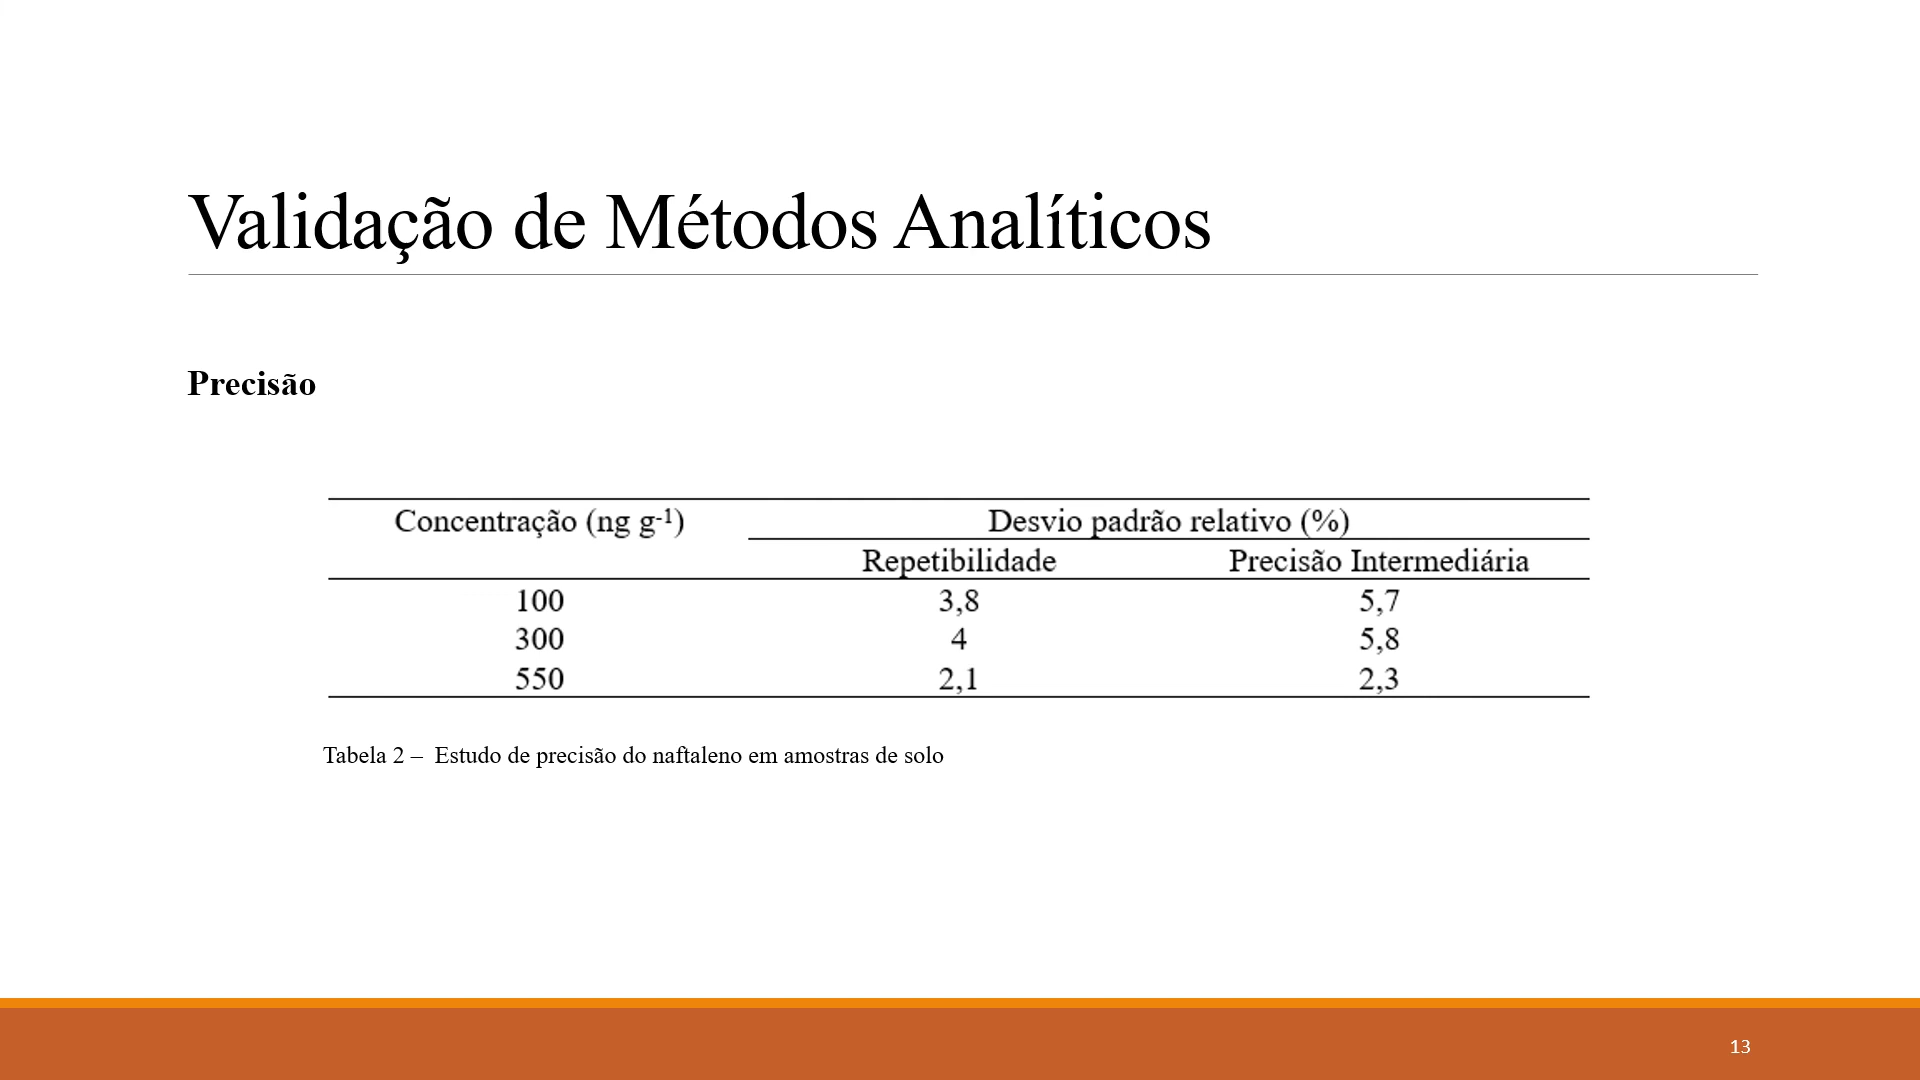 Validação de Métodos Analíticos
Precisão
Concentração (ng g⁻¹) Desvio padrão relativo (%)
Repetibilidade Precisão Intermediária
100 3,8 5,7
300 4 5,8
550 2,1 2,3
Tabela 2 – Estudo de precisão do naftaleno em amostras de solo
13